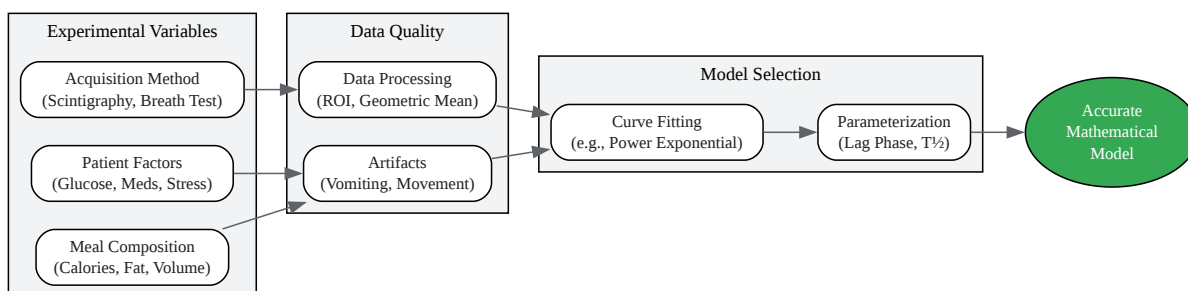 Experimental Variables
Acquisition Method
(Scintigraphy, Breath Test)
Patient Factors
(Glucose, Meds, Stress)
Meal Composition
(Calories, Fat, Volume)
Data Quality
Data Processing
(ROI, Geometric Mean)
Artifacts
(Vomiting, Movement)
Model Selection
Curve Fitting
(e.g., Power Exponential)
Parameterization
(Lag Phase, T½)
Accurate
Mathematical
Model